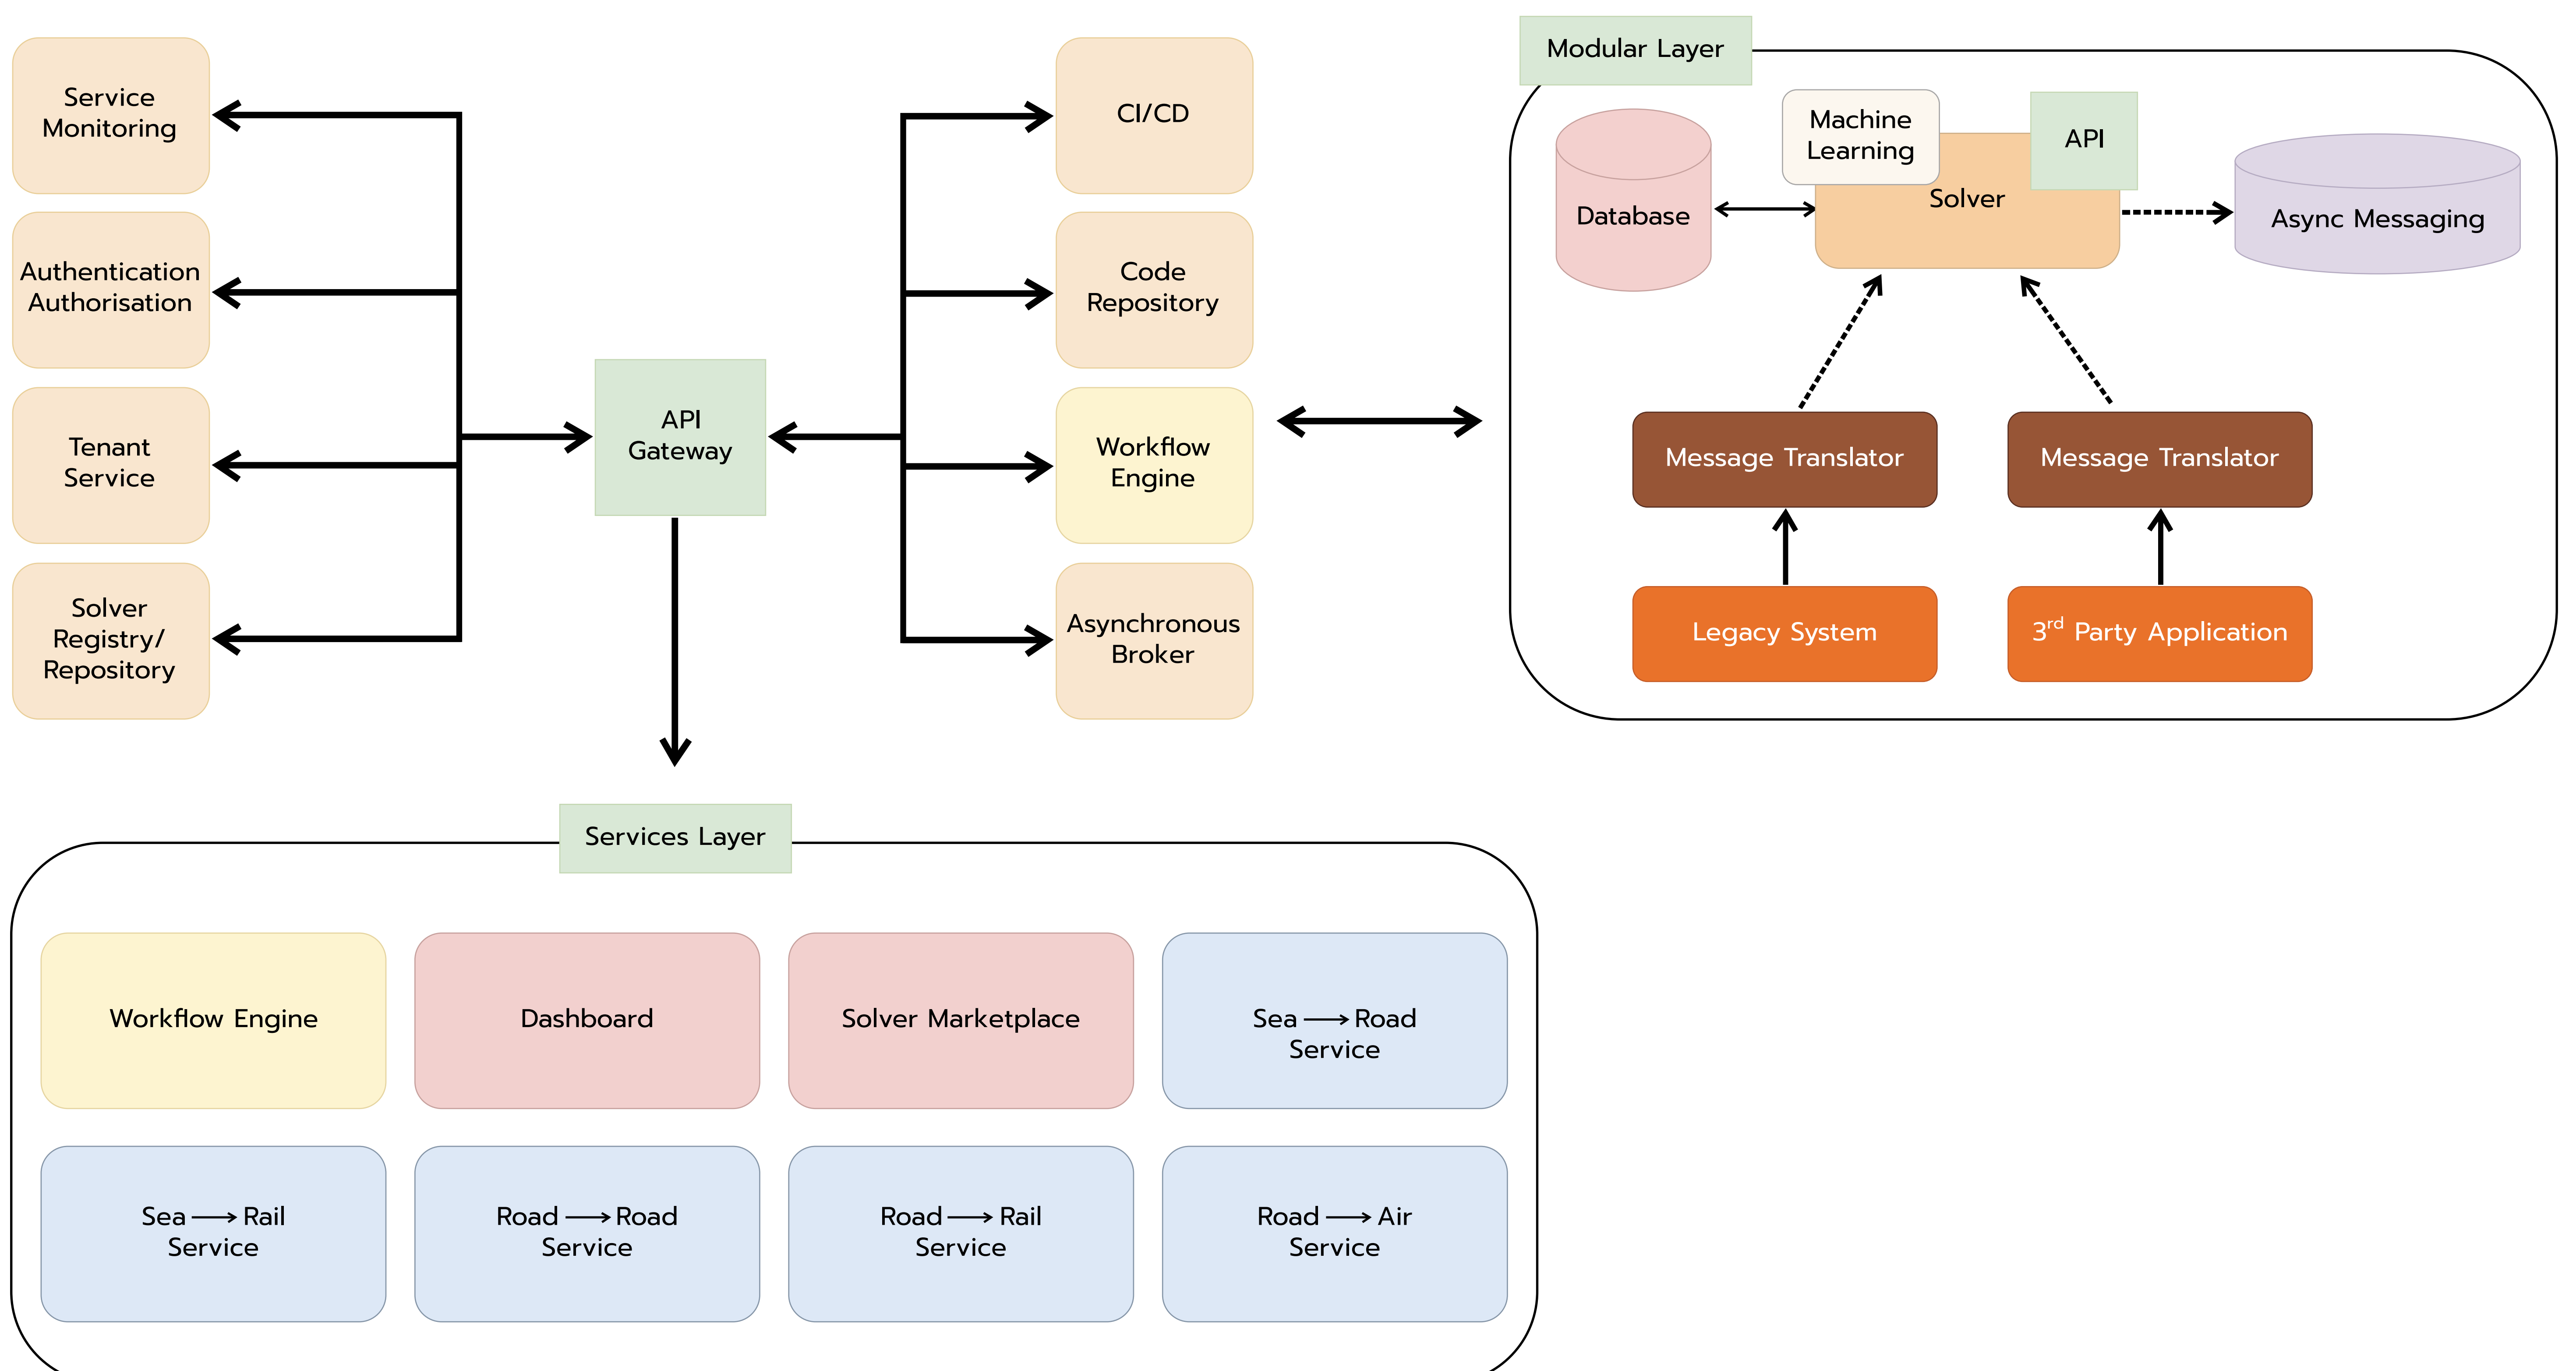 Service
Monitoring
Authentication
Authorisation
Tenant
Service
Solver
Registry/
Repository
API
Gateway
CI/CD
Code
Repository
Workflow
Engine
Asynchronous
Broker
Modular Layer
Database
Machine
Learning
API
Solver
Async Messaging
Message Translator
Message Translator
Legacy System
3rd Party Application
Services Layer
Workflow Engine
Dashboard
Solver Marketplace
Sea → Road
Service
Sea → Rail
Service
Road → Road
Service
Road → Rail
Service
Road → Air
Service